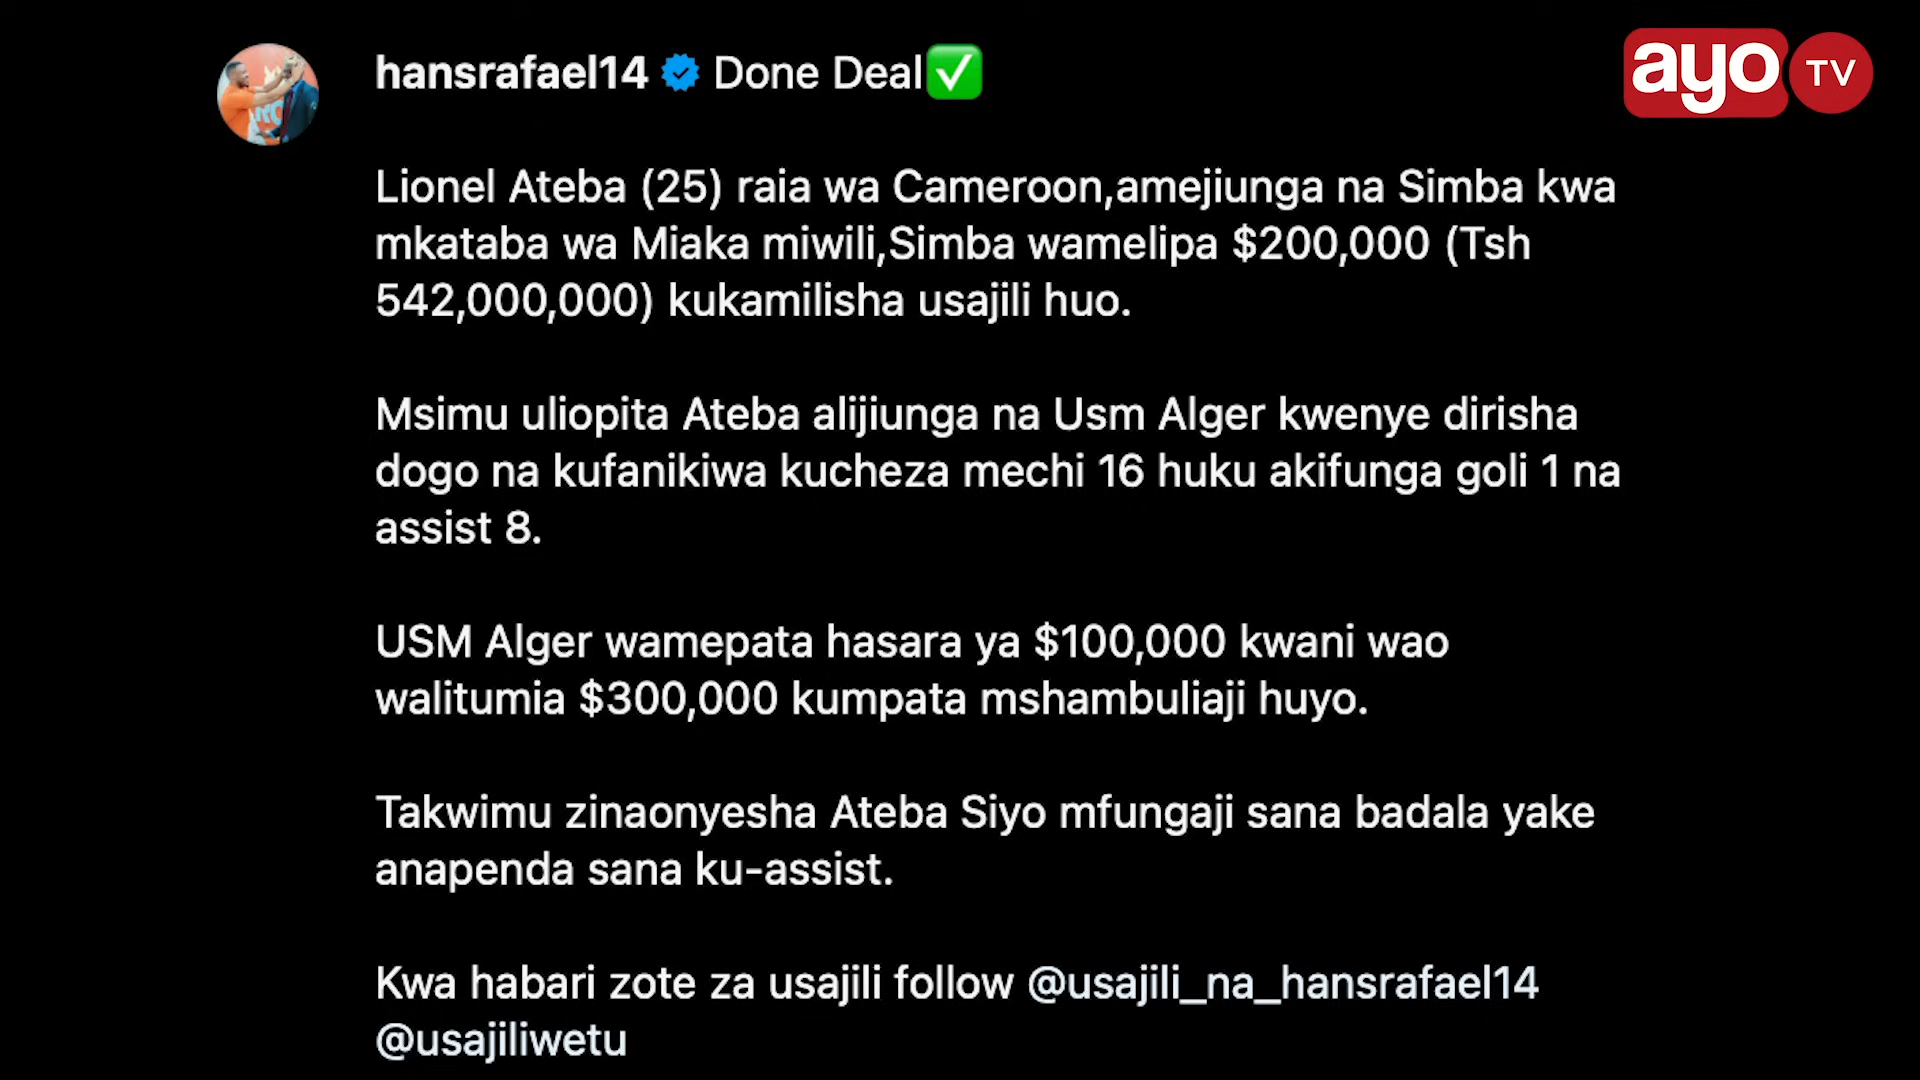 hansrafael14 Done Deal✅
ayo TV
Lionel Ateba (25) raia wa Cameroon,amejiunga na Simba kwa
mkataba wa Miaka miwili,Simba wamelipa $200,000 (Tsh
542,000,000) kukamilisha usajili huo.
Msimu uliopita Ateba alijiunga na Usm Alger kwenye dirisha
dogo na kufanikiwa kucheza mechi 16 huku akifunga goli 1 na
assist 8.
USM Alger wamepata hasara ya $100,000 kwani wao
walitumia $300,000 kumpata mshambuliaji huyo.
Takwimu zinaonyesha Ateba Siyo mfungaji sana badala yake
anapenda sana ku-assist.
Kwa habari zote za usajili follow @usajili_na_hansrafael14
@usajiliwetu